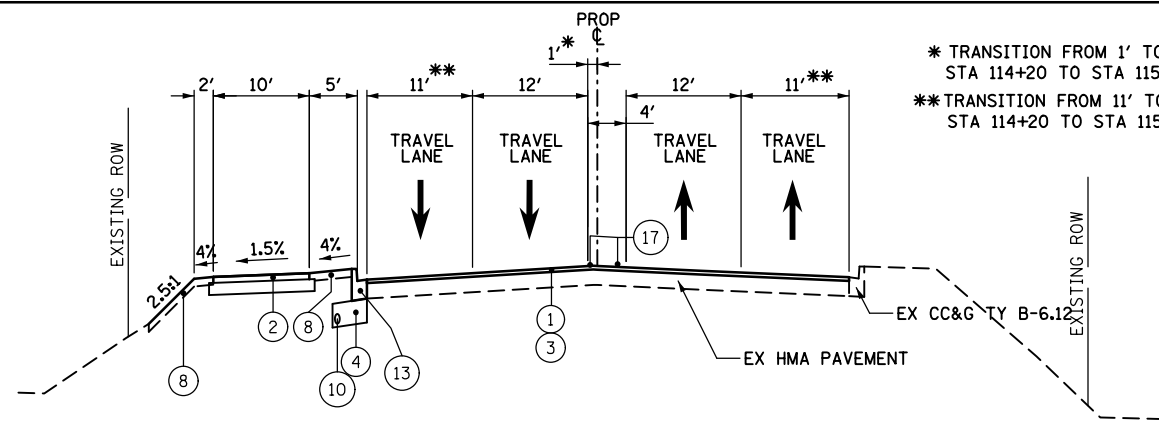 PROP
℄
1' *
* TRANSITION FROM 1' TO
STA 114+20 TO STA 115
** TRANSITION FROM 11' TO
STA 114+20 TO STA 115
2'
10'
5'
11' **
12'
4'
12'
11' **
TRAVEL
LANE
TRAVEL
LANE
TRAVEL
LANE
TRAVEL
LANE
EXISTING ROW
EXISTING ROW
4%
1.5%
4%
2.5:1
17
8
2
8
10
4
13
1
3
EX CC&G TY B-6.12
EX HMA PAVEMENT